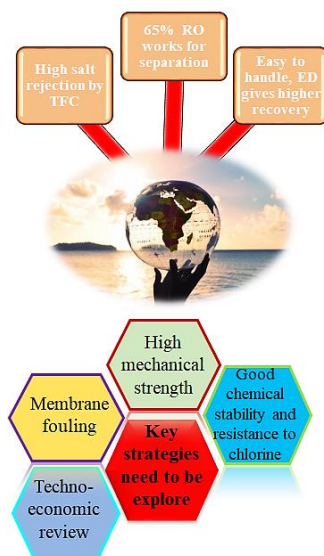 65% RO
works for
separation
High salt
rejection by
TFC
Easy to
handle, ED
gives higher
recovery
High
mechanical
strength
Good
chemical
stability and
resistance to
chlorine
Membrane
fouling
Key
strategies
need to be
explore
Techno-
economic
review